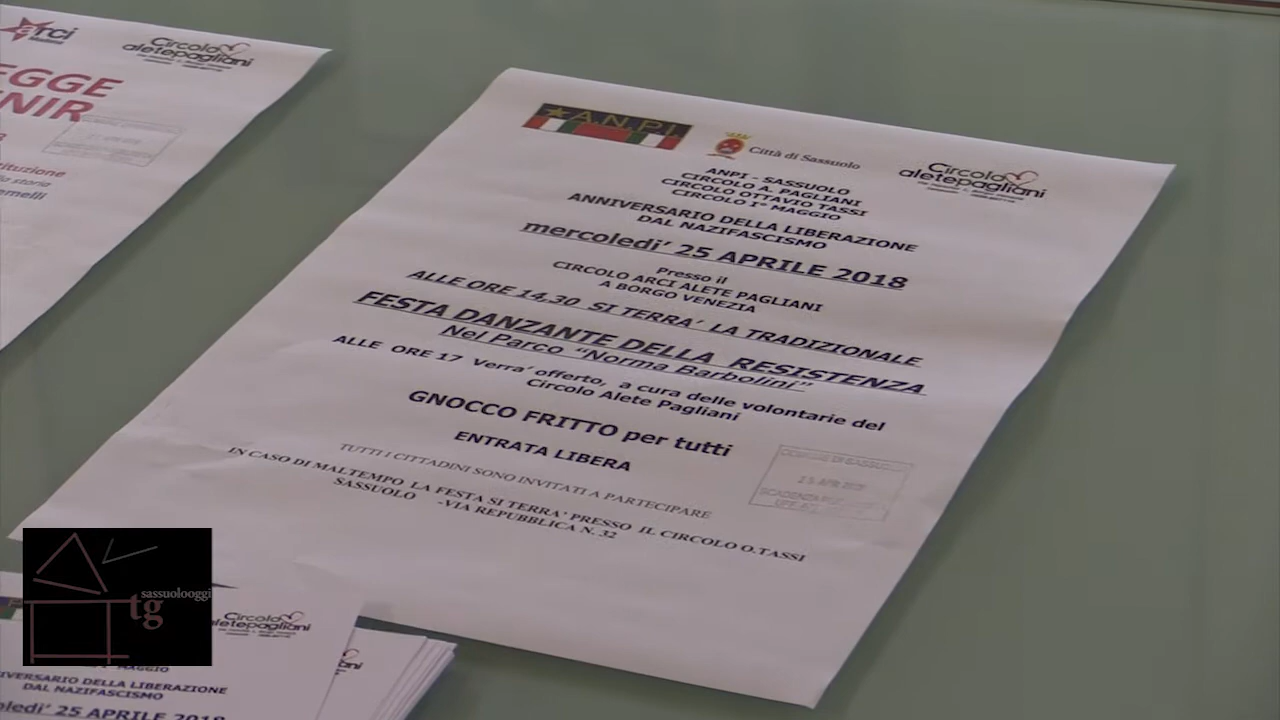 arci
Circolo
aletepagliani
EGGE
NIR
ituzione
storia
emelli
A.N.P.I.
Città di Sassuolo
Circolo
aletepagliani
ANPI - SASSUOLO
CIRCOLO A. PAGLIANI
CIRCOLO OTTAVIO TASSI
CIRCOLO I° MAGGIO
ANNIVERSARIO DELLA LIBERAZIONE
DAL NAZIFASCISMO
mercoledi' 25 APRILE 2018
Presso il
CIRCOLO ARCI ALETE PAGLIANI
A BORGO VENEZIA
ALLE ORE 14,30 SI TERRA' LA TRADIZIONALE
FESTA DANZANTE DELLA RESISTENZA
Nel Parco "Norma Barbolini"
ALLE ORE 17 Verra' offerto, a cura delle volontarie del
Circolo Alete Pagliani
GNOCCO FRITTO per tutti
ENTRATA LIBERA
TUTTI I CITTADINI SONO INVITATI A PARTECIPARE
IN CASO DI MALTEMPO LA FESTA SI TERRA' PRESSO IL CIRCOLO O.TASSI
SASSUOLO -VIA REPUBBLICA N. 32
tg sassuolooggi
Circolo
aletepagliani
MAGGIO
NIVERSARIO DELLA LIBERAZIONE
DAL NAZIFASCISMO
oledi' 25 APRILE 2018